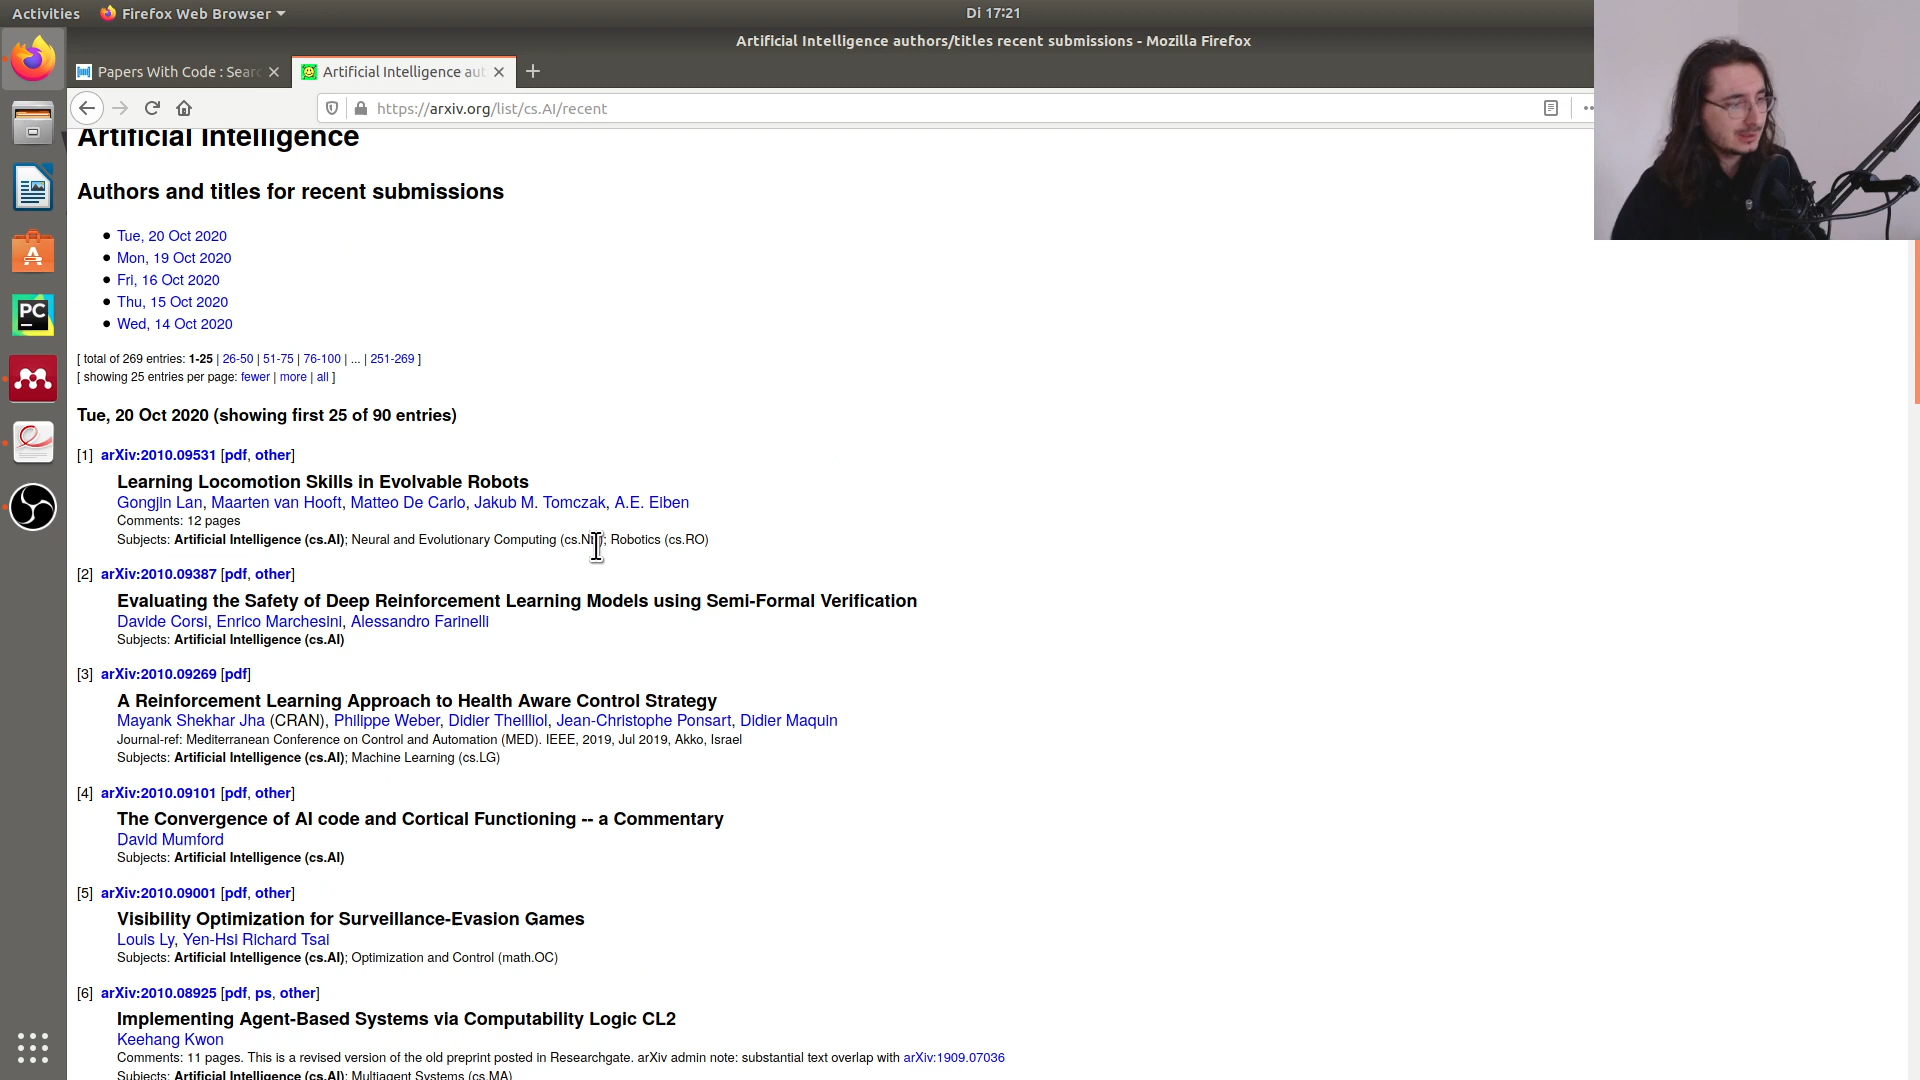 Activities Firefox Web Browser Di 17:21
Artificial Intelligence authors/titles recent submissions - Mozilla Firefox
Papers With Code : Sear Artificial Intelligence aut
https://arxiv.org/list/cs.AI/recent
Artificial Intelligence
Authors and titles for recent submissions
Tue, 20 Oct 2020
Mon, 19 Oct 2020
Fri, 16 Oct 2020
Thu, 15 Oct 2020
Wed, 14 Oct 2020
[ total of 269 entries: 1-25 | 26-50 | 51-75 | 76-100 | ... | 251-269 ]
[ showing 25 entries per page: fewer | more | all ]
Tue, 20 Oct 2020 (showing first 25 of 90 entries)
[1] arXiv:2010.09531 [pdf, other]
Learning Locomotion Skills in Evolvable Robots
Gongjin Lan, Maarten van Hooft, Matteo De Carlo, Jakub M. Tomczak, A.E. Eiben
Comments: 12 pages
Subjects: Artificial Intelligence (cs.AI); Neural and Evolutionary Computing (cs.NE); Robotics (cs.RO)
[2] arXiv:2010.09387 [pdf, other]
Evaluating the Safety of Deep Reinforcement Learning Models using Semi-Formal Verification
Davide Corsi, Enrico Marchesini, Alessandro Farinelli
Subjects: Artificial Intelligence (cs.AI)
[3] arXiv:2010.09269 [pdf]
A Reinforcement Learning Approach to Health Aware Control Strategy
Mayank Shekhar Jha (CRAN), Philippe Weber, Didier Theilliol, Jean-Christophe Ponsart, Didier Maquin
Journal-ref: Mediterranean Conference on Control and Automation (MED). IEEE, 2019, Jul 2019, Akko, Israel
Subjects: Artificial Intelligence (cs.AI); Machine Learning (cs.LG)
[4] arXiv:2010.09101 [pdf, other]
The Convergence of AI code and Cortical Functioning -- a Commentary
David Mumford
Subjects: Artificial Intelligence (cs.AI)
[5] arXiv:2010.09001 [pdf, other]
Visibility Optimization for Surveillance-Evasion Games
Louis Ly, Yen-Hsi Richard Tsai
Subjects: Artificial Intelligence (cs.AI); Optimization and Control (math.OC)
[6] arXiv:2010.08925 [pdf, ps, other]
Implementing Agent-Based Systems via Computability Logic CL2
Keehang Kwon
Comments: 11 pages. This is a revised version of the old preprint posted in Researchgate. arXiv admin note: substantial text overlap with arXiv:1909.07036
Subjects: Artificial Intelligence (cs.AI); Multiagent Systems (cs.MA)
PC